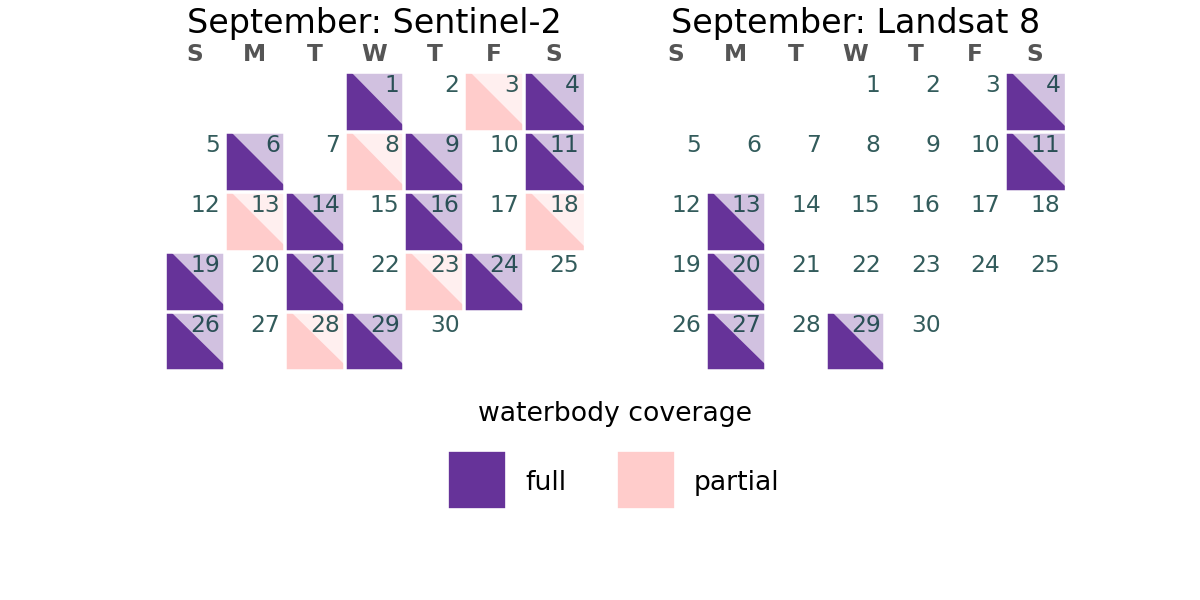 September: Sentinel-2
S M T W T F S
1 2 3 4
5 6 7 8 9 10 11
12 13 14 15 16 17 18
19 20 21 22 23 24 25
26 27 28 29 30
September: Landsat 8
S M T W T F S
1 2 3 4
5 6 7 8 9 10 11
12 13 14 15 16 17 18
19 20 21 22 23 24 25
26 27 28 29 30
waterbody coverage
full partial